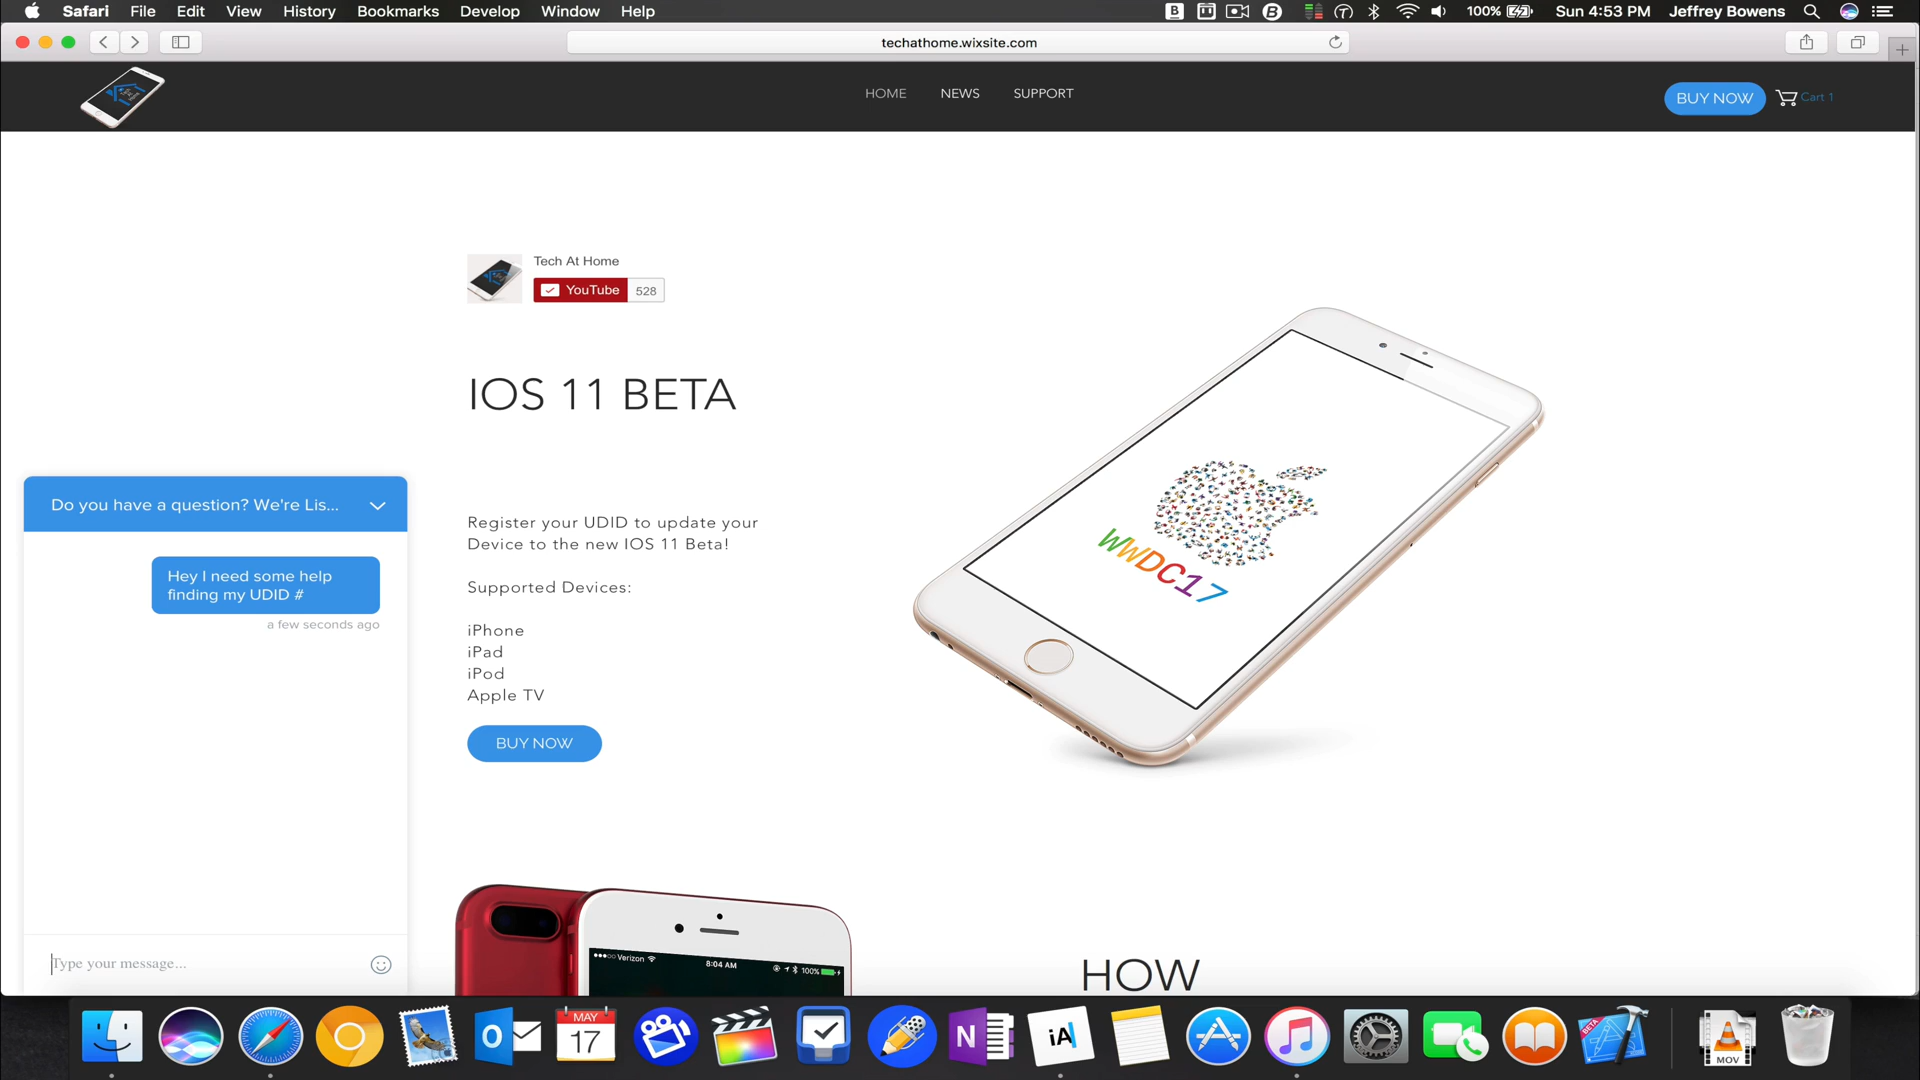 Safari File Edit View History Bookmarks Develop Window Help 100% Sun 4:53 PM Jeffrey Bowens
techathome.wixsite.com
HOME NEWS SUPPORT BUY NOW Cart 1
Tech At Home
YouTube 528
IOS 11 BETA
Register your UDID to update your
Device to the new IOS 11 Beta!
Supported Devices:
iPhone
iPad
iPod
Apple TV
BUY NOW
WWDC17
Do you have a question? We're Lis...
Hey I need some help
finding my UDID #
a few seconds ago
Type your message...
Verizon 8:04 AM 100%
HOW
MAY
17
iA
BETA
MOV